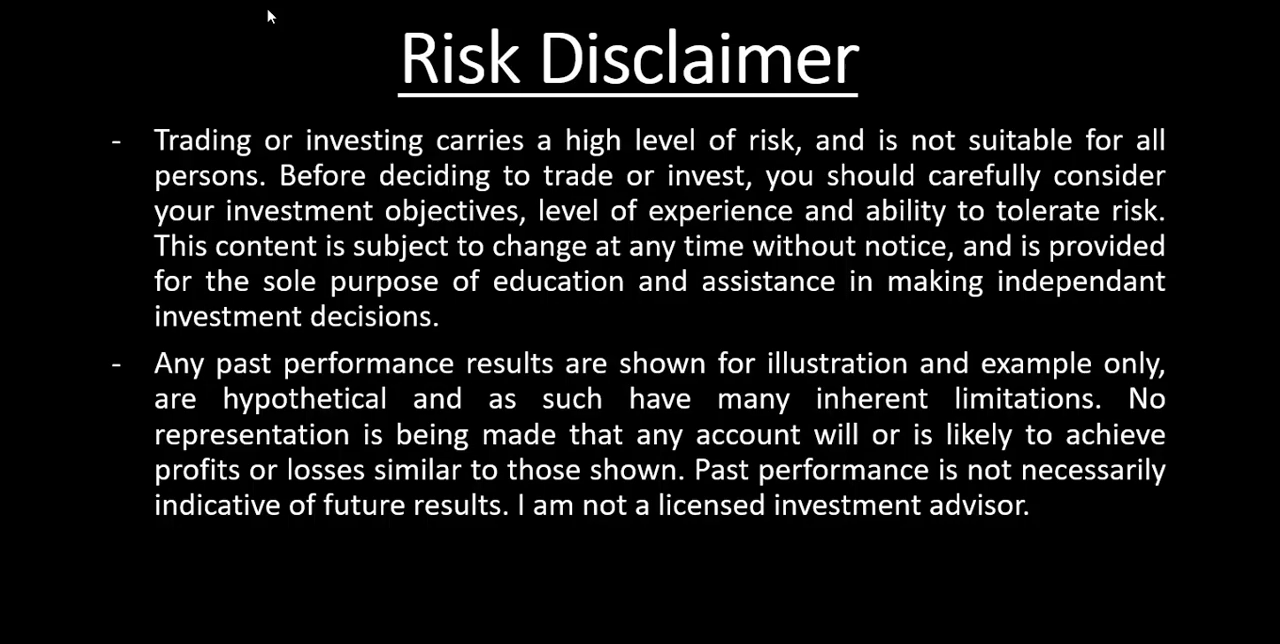 Risk Disclaimer
- Trading or investing carries a high level of risk, and is not suitable for all
persons. Before deciding to trade or invest, you should carefully consider
your investment objectives, level of experience and ability to tolerate risk.
This content is subject to change at any time without notice, and is provided
for the sole purpose of education and assistance in making independant
investment decisions.
- Any past performance results are shown for illustration and example only,
are hypothetical and as such have many inherent limitations. No
representation is being made that any account will or is likely to achieve
profits or losses similar to those shown. Past performance is not necessarily
indicative of future results. I am not a licensed investment advisor.